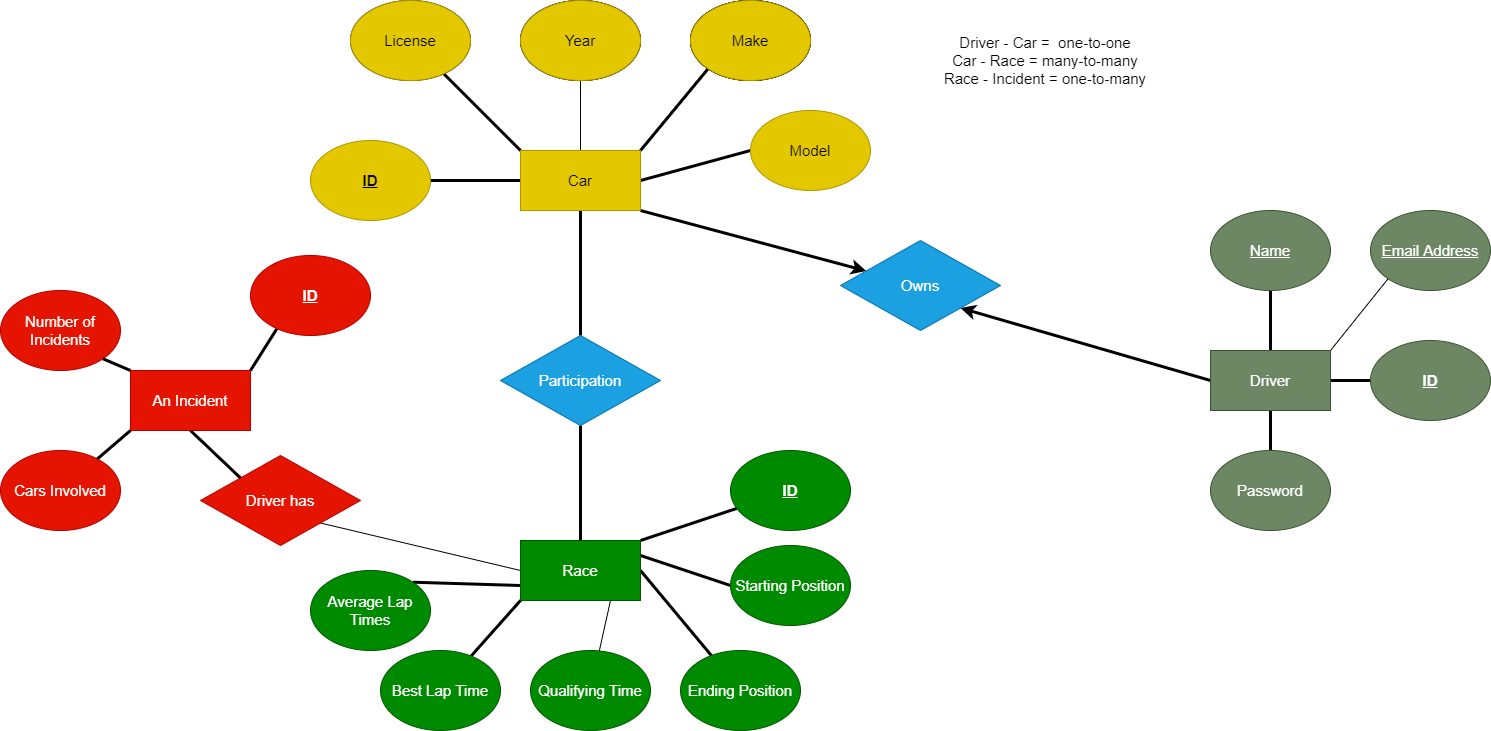 License
Year
Make
Driver - Car = one-to-one
Car - Race = many-to-many
Race - Incident = one-to-many
Model
ID
Car
Name
Email Address
Owns
ID
Number of
Incidents
Participation
Driver
ID
An Incident
Cars Involved
Driver has
ID
Password
Race
Starting Position
Average Lap
Times
Best Lap Time
Qualifying Time
Ending Position